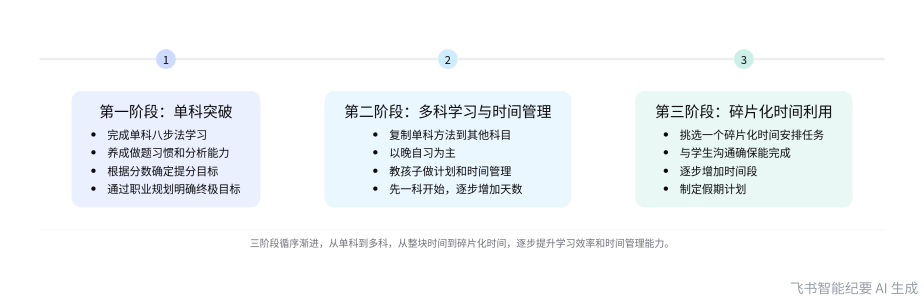 1
2
3
第一阶段：单科突破
完成单科八步法学习
养成做题习惯和分析能力
根据分数确定提分目标
通过职业规划明确终极目标
第二阶段：多科学习与时间管理
复制单科方法到其他科目
以晚自习为主
教孩子做计划和时间管理
先一科开始，逐步增加天数
第三阶段：碎片化时间利用
挑选一个碎片化时间安排任务
与学生沟通确保能完成
逐步增加时间段
制定假期计划
三阶段循序渐进，从单科到多科，从整块时间到碎片化时间，逐步提升学习效率和时间管理能力。
飞书智能纪要 AI 生成